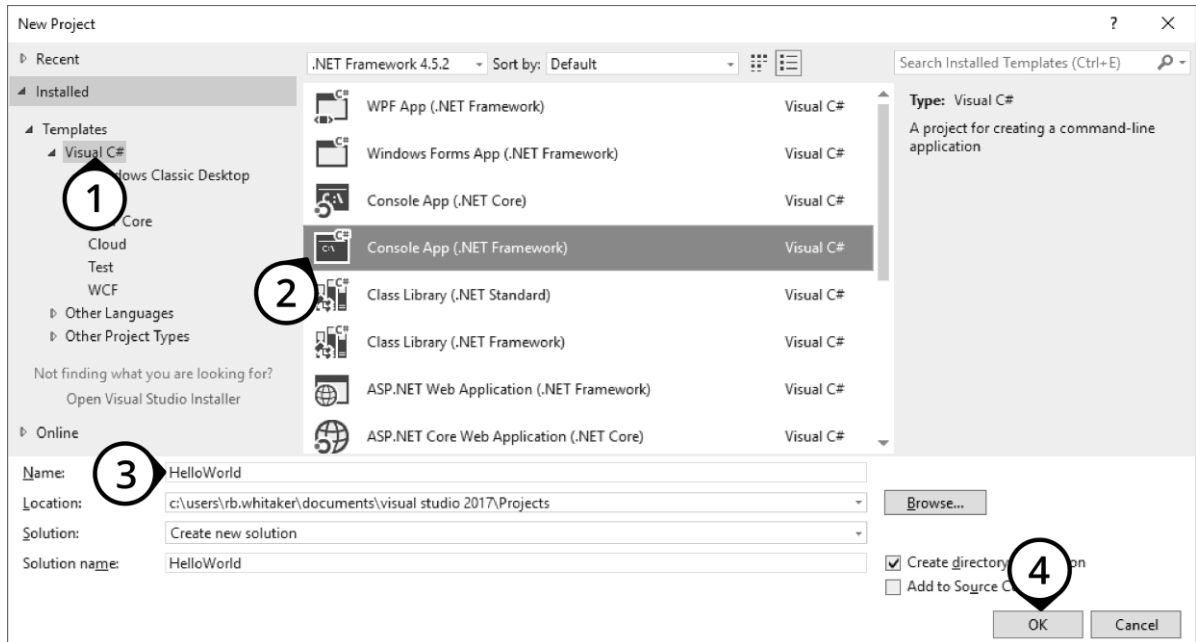 New Project
?
Recent
Installed
Templates
Visual C#
dows Classic Desktop
Core
Cloud
Test
WCF
Other Languages
Other Project Types
Not finding what you are looking for?
Open Visual Studio Installer
Online
.NET Framework 4.5.2 Sort by: Default
WPF App (.NET Framework) Visual C#
Windows Forms App (.NET Framework) Visual C#
Console App (.NET Core) Visual C#
Console App (.NET Framework) Visual C#
Class Library (.NET Standard) Visual C#
Class Library (.NET Framework) Visual C#
ASP.NET Web Application (.NET Framework) Visual C#
ASP.NET Core Web Application (.NET Core) Visual C#
Search Installed Templates (Ctrl+E)
Type: Visual C#
A project for creating a command-line
application
1
2
3
Name: HelloWorld
Location: c:\users\rb.whitaker\documents\visual studio 2017\Projects
Browse...
Solution: Create new solution
Solution name: HelloWorld
Create directory on
Add to Source C
4
OK Cancel